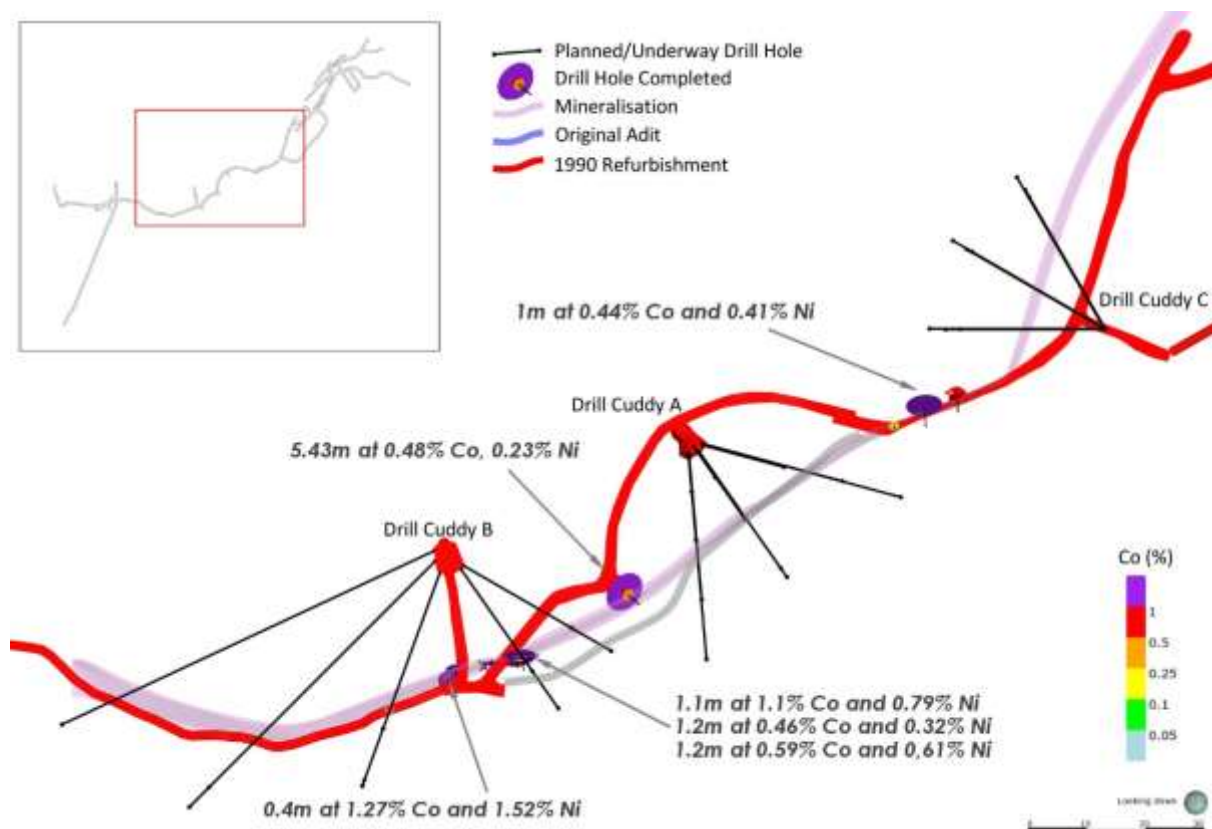 Planned/Underway Drill Hole
Drill Hole Completed
Mineralisation
Original Adit
1990 Refurbishment
Drill Cuddy C
1m at 0.44% Co and 0.41% Ni
Drill Cuddy A
5.43m at 0.48% Co, 0.23% Ni
Drill Cuddy B
Co (%)
1
0.5
0.25
0.1
0.05
1.1m at 1.1% Co and 0.79% Ni
1.2m at 0.46% Co and 0.32% Ni
1.2m at 0.59% Co and 0,61% Ni
0.4m at 1.27% Co and 1.52% Ni
Looking down